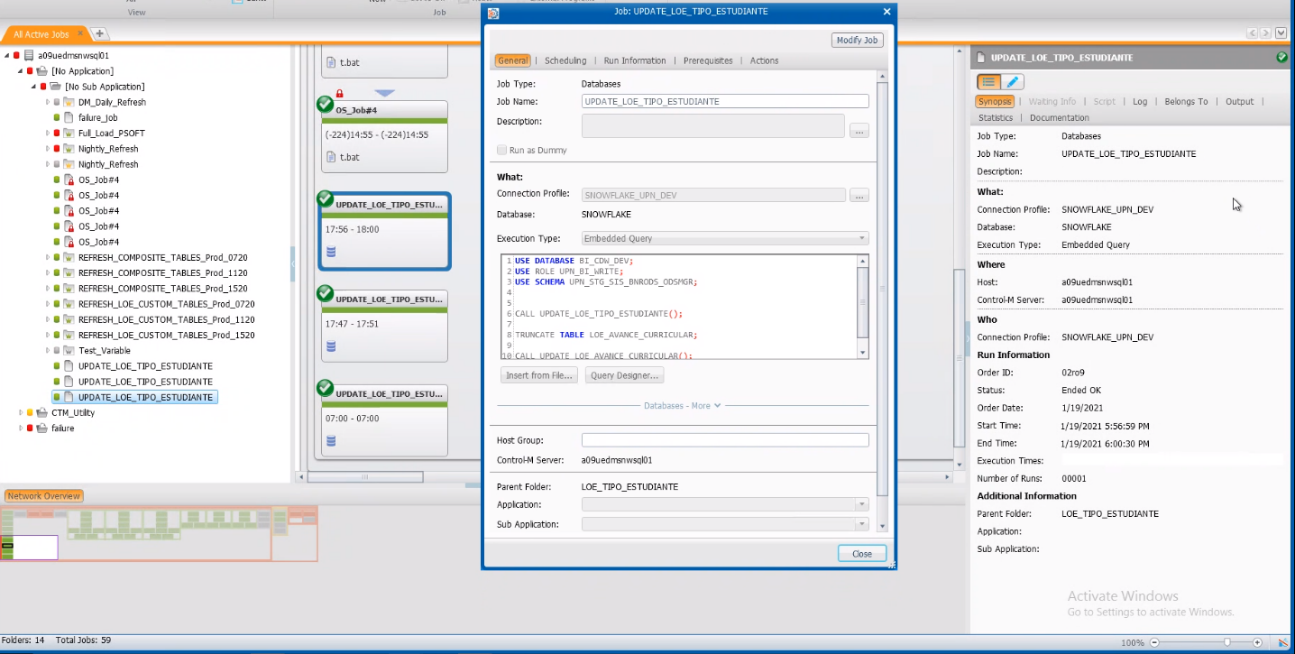 View
Job
Job: UPDATE_LOE_TIPO_ESTUDIANTE
All Active Jobs
a09uedmsnwsql01
[No Application]
[No Sub Application]
DM_Daily_Refresh
failure_job
Full_Load_PSOFT
Nightly_Refresh
Nightly_Refresh
OS_Job#4
OS_Job#4
OS_Job#4
OS_Job#4
OS_Job#4
REFRESH_COMPOSITE_TABLES_Prod_0720
REFRESH_COMPOSITE_TABLES_Prod_1120
REFRESH_COMPOSITE_TABLES_Prod_1520
REFRESH_LOE_CUSTOM_TABLES_Prod_0720
REFRESH_LOE_CUSTOM_TABLES_Prod_1120
REFRESH_LOE_CUSTOM_TABLES_Prod_1520
Test_Variable
UPDATE_LOE_TIPO_ESTUDIANTE
UPDATE_LOE_TIPO_ESTUDIANTE
UPDATE_LOE_TIPO_ESTUDIANTE
CTM_Utility
failure
t.bat
OS_Job#4
(-224)14:55 - (-224)14:55
t.bat
UPDATE_LOE_TIPO_ESTU...
17:56 - 18:00
UPDATE_LOE_TIPO_ESTU...
17:47 - 17:51
UPDATE_LOE_TIPO_ESTU...
07:00 - 07:00
Modify Job
General | Scheduling | Run Information | Prerequisites | Actions
Job Type: Databases
Job Name: UPDATE_LOE_TIPO_ESTUDIANTE
Description:
...
Run as Dummy
What:
Connection Profile: SNOWFLAKE_UPN_DEV ...
Database: SNOWFLAKE
Execution Type: Embedded Query
1 USE DATABASE BI_CDW_DEV;
2 USE ROLE UPN_BI_WRITE;
3 USE SCHEMA UPN_STG_SIS_BNRODS_ODSMGR;
4
5
6 CALL UPDATE_LOE_TIPO_ESTUDIANTE();
7
8 TRUNCATE TABLE LOE_AVANCE_CURRICULAR;
9
10 CALL UPDATE_LOE_AVANCE_CURRICULAR();
Insert from File... Query Designer...
Databases - More
Host Group:
Control-M Server: a09uedmsnwsql01
Parent Folder: LOE_TIPO_ESTUDIANTE
Application:
Sub Application:
Close
UPDATE_LOE_TIPO_ESTUDIANTE
Synopsis | Waiting Info | Script | Log | Belongs To | Output |
Statistics | Documentation
Job Type: Databases
Job Name: UPDATE_LOE_TIPO_ESTUDIANTE
Description:
What:
Connection Profile: SNOWFLAKE_UPN_DEV
Database: SNOWFLAKE
Execution Type: Embedded Query
Where
Host: a09uedmsnwsql01
Control-M Server: a09uedmsnwsql01
Who
Connection Profile: SNOWFLAKE_UPN_DEV
Run Information
Order ID: 02ro9
Status: Ended OK
Order Date: 1/19/2021
Start Time: 1/19/2021 5:56:59 PM
End Time: 1/19/2021 6:00:30 PM
Execution Times:
Number of Runs: 00001
Additional Information
Parent Folder: LOE_TIPO_ESTUDIANTE
Application:
Sub Application:
Activate Windows
Go to Settings to activate Windows.
Network Overview
Folders: 14 Total Jobs: 59
100%